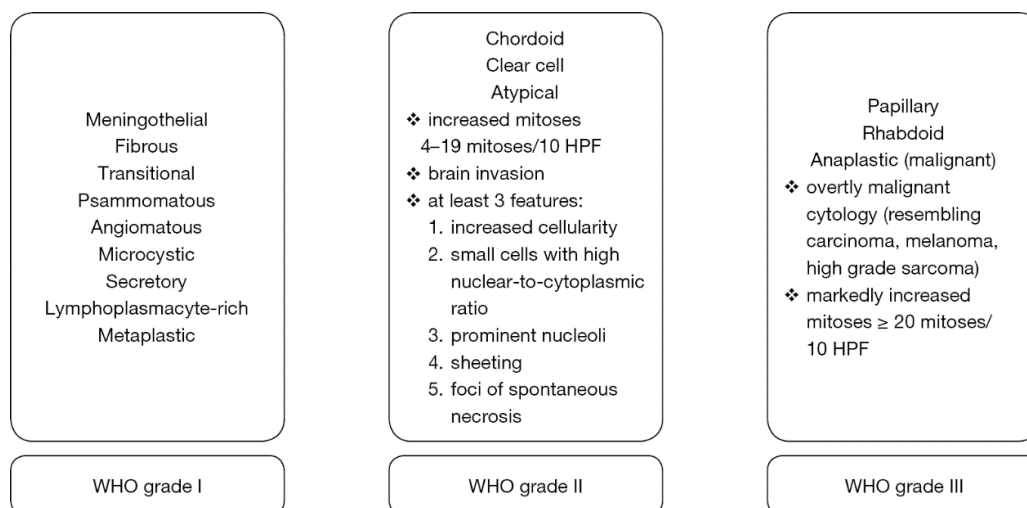 Meningothelial
Fibrous
Transitional
Psammomatous
Angiomatous
Microcystic
Secretory
Lymphoplasmacyte-rich
Metaplastic
WHO grade I
Chordoid
Clear cell
Atypical
❖ increased mitoses
4–19 mitoses/10 HPF
❖ brain invasion
❖ at least 3 features:
1. increased cellularity
2. small cells with high
nuclear-to-cytoplasmic
ratio
3. prominent nucleoli
4. sheeting
5. foci of spontaneous
necrosis
WHO grade II
Papillary
Rhabdoid
Anaplastic (malignant)
❖ overtly malignant
cytology (resembling
carcinoma, melanoma,
high grade sarcoma)
❖ markedly increased
mitoses ≥ 20 mitoses/
10 HPF
WHO grade III